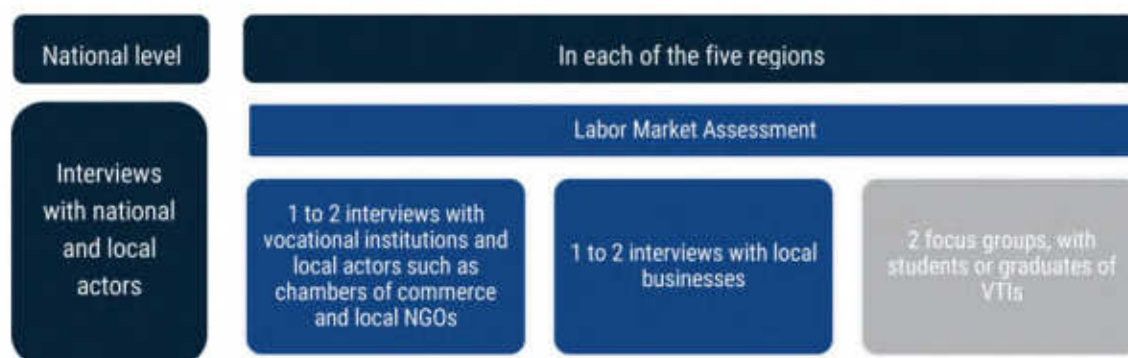 National level
In each of the five regions
Labor Market Assessment
Interviews
with national
and local
actors
1 to 2 interviews with
vocational institutions and
local actors such as
chambers of commerce
and local NGOs
1 to 2 interviews with local
businesses
2 focus groups, with
students or graduates of
VTIs